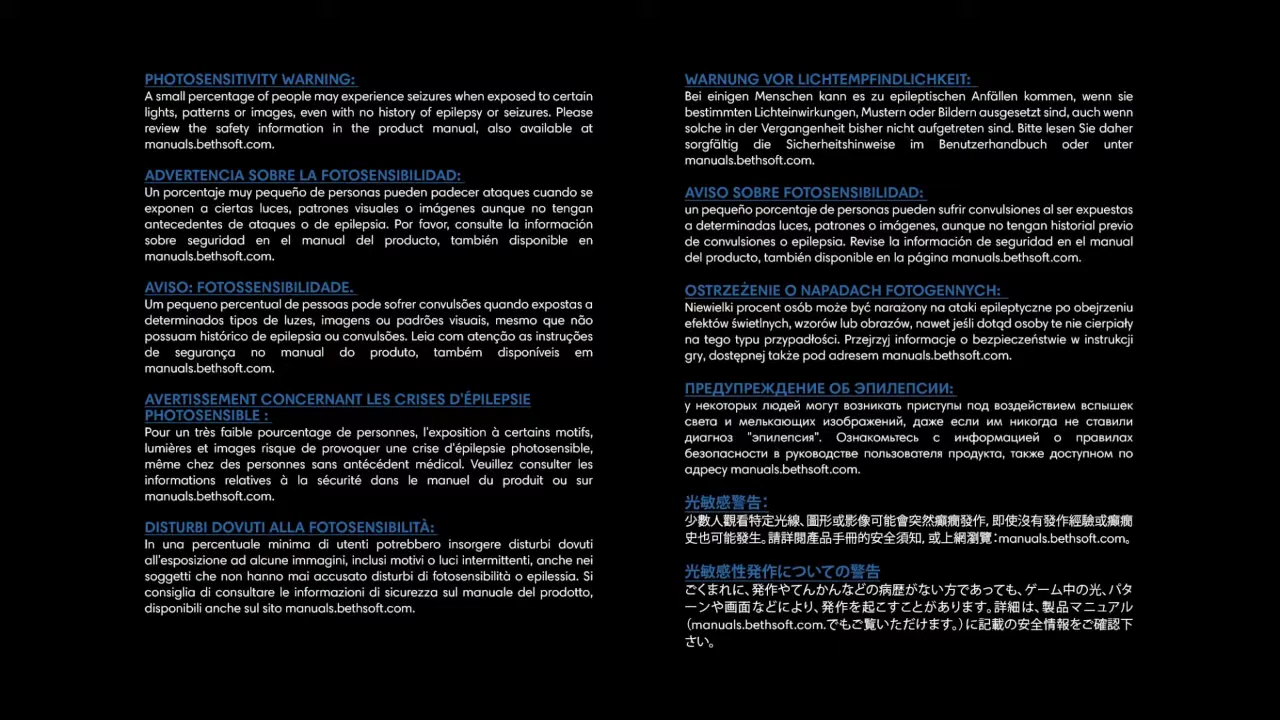 PHOTOSENSITIVITY WARNING:
A small percentage of people may experience seizures when exposed to certain
lights, patterns or images, even with no history of epilepsy or seizures. Please
review the safety information in the product manual, also available at
manuals.bethsoft.com.
ADVERTENCIA SOBRE LA FOTOSENSIBILIDAD:
Un porcentaje muy pequeño de personas pueden padecer ataques cuando se
exponen a ciertas luces, patrones visuales o imágenes aunque no tengan
antecedentes de ataques o de epilepsia. Por favor, consulte la información
sobre seguridad en el manual del producto, también disponible en
manuals.bethsoft.com.
AVISO: FOTOSSENSIBILIDADE.
Um pequeno percentual de pessoas pode sofrer convulsões quando expostas a
determinados tipos de luzes, imagens ou padrões visuais, mesmo que não
possuam histórico de epilepsia ou convulsões. Leia com atenção as instruções
de segurança no manual do produto, também disponíveis em
manuals.bethsoft.com.
AVERTISSEMENT CONCERNANT LES CRISES D'ÉPILEPSIE
PHOTOSENSIBLE :
Pour un très faible pourcentage de personnes, l'exposition à certains motifs,
lumières et images risque de provoquer une crise d'épilepsie photosensible,
même chez des personnes sans antécédent médical. Veuillez consulter les
informations relatives à la sécurité dans le manuel du produit ou sur
manuals.bethsoft.com.
DISTURBI DOVUTI ALLA FOTOSENSIBILITÀ:
In una percentuale minima di utenti potrebbero insorgere disturbi dovuti
all'esposizione ad alcune immagini, inclusi motivi o luci intermittenti, anche nei
soggetti che non hanno mai accusato disturbi di fotosensibilità o epilessia. Si
consiglia di consultare le informazioni di sicurezza sul manuale del prodotto,
disponibili anche sul sito manuals.bethsoft.com.
WARNUNG VOR LICHTEMPFINDLICHKEIT:
Bei einigen Menschen kann es zu epileptischen Anfällen kommen, wenn sie
bestimmten Lichteinwirkungen, Mustern oder Bildern ausgesetzt sind, auch wenn
solche in der Vergangenheit bisher nicht aufgetreten sind. Bitte lesen Sie daher
sorgfältig die Sicherheitshinweise im Benutzerhandbuch oder unter
manuals.bethsoft.com.
AVISO SOBRE FOTOSENSIBILIDAD:
un pequeño porcentaje de personas pueden sufrir convulsiones al ser expuestas
a determinadas luces, patrones o imágenes, aunque no tengan historial previo
de convulsiones o epilepsia. Revise la información de seguridad en el manual
del producto, también disponible en la página manuals.bethsoft.com.
OSTRZEŻENIE O NAPADACH FOTOGENNYCH:
Niewielki procent osób może być narażony na ataki epileptyczne po obejrzeniu
efektów świetlnych, wzorów lub obrazów, nawet jeśli dotąd osoby te nie cierpiały
na tego typu przypadłości. Przejrzyj informacje o bezpieczeństwie w instrukcji
gry, dostępnej także pod adresem manuals.bethsoft.com.
ПРЕДУПРЕЖДЕНИЕ ОБ ЭПИЛЕПСИИ:
у некоторых людей могут возникать приступы под воздействием вспышек
света и мелькающих изображений, даже если им никогда не ставили
диагноз "эпилепсия". Ознакомьтесь с информацией о правилах
безопасности в руководстве пользователя продукта, также доступном по
адресу manuals.bethsoft.com.
光敏感警告：
少數人觀看特定光線、圖形或影像可能會突然癲癇發作, 即使沒有發作經驗或癲癇
史也可能發生。請詳閱產品手冊的安全須知, 或上網瀏覽：manuals.bethsoft.com。
光敏感性発作についての警告
ごくまれに、発作やてんかんなどの病歴がない方であっても、ゲーム中の光、パタ
ーンや画面などにより、発作を起こすことがあります。詳細は、製品マニュアル
（manuals.bethsoft.com.でもご覧いただけます。）に記載の安全情報をご確認下
さい。